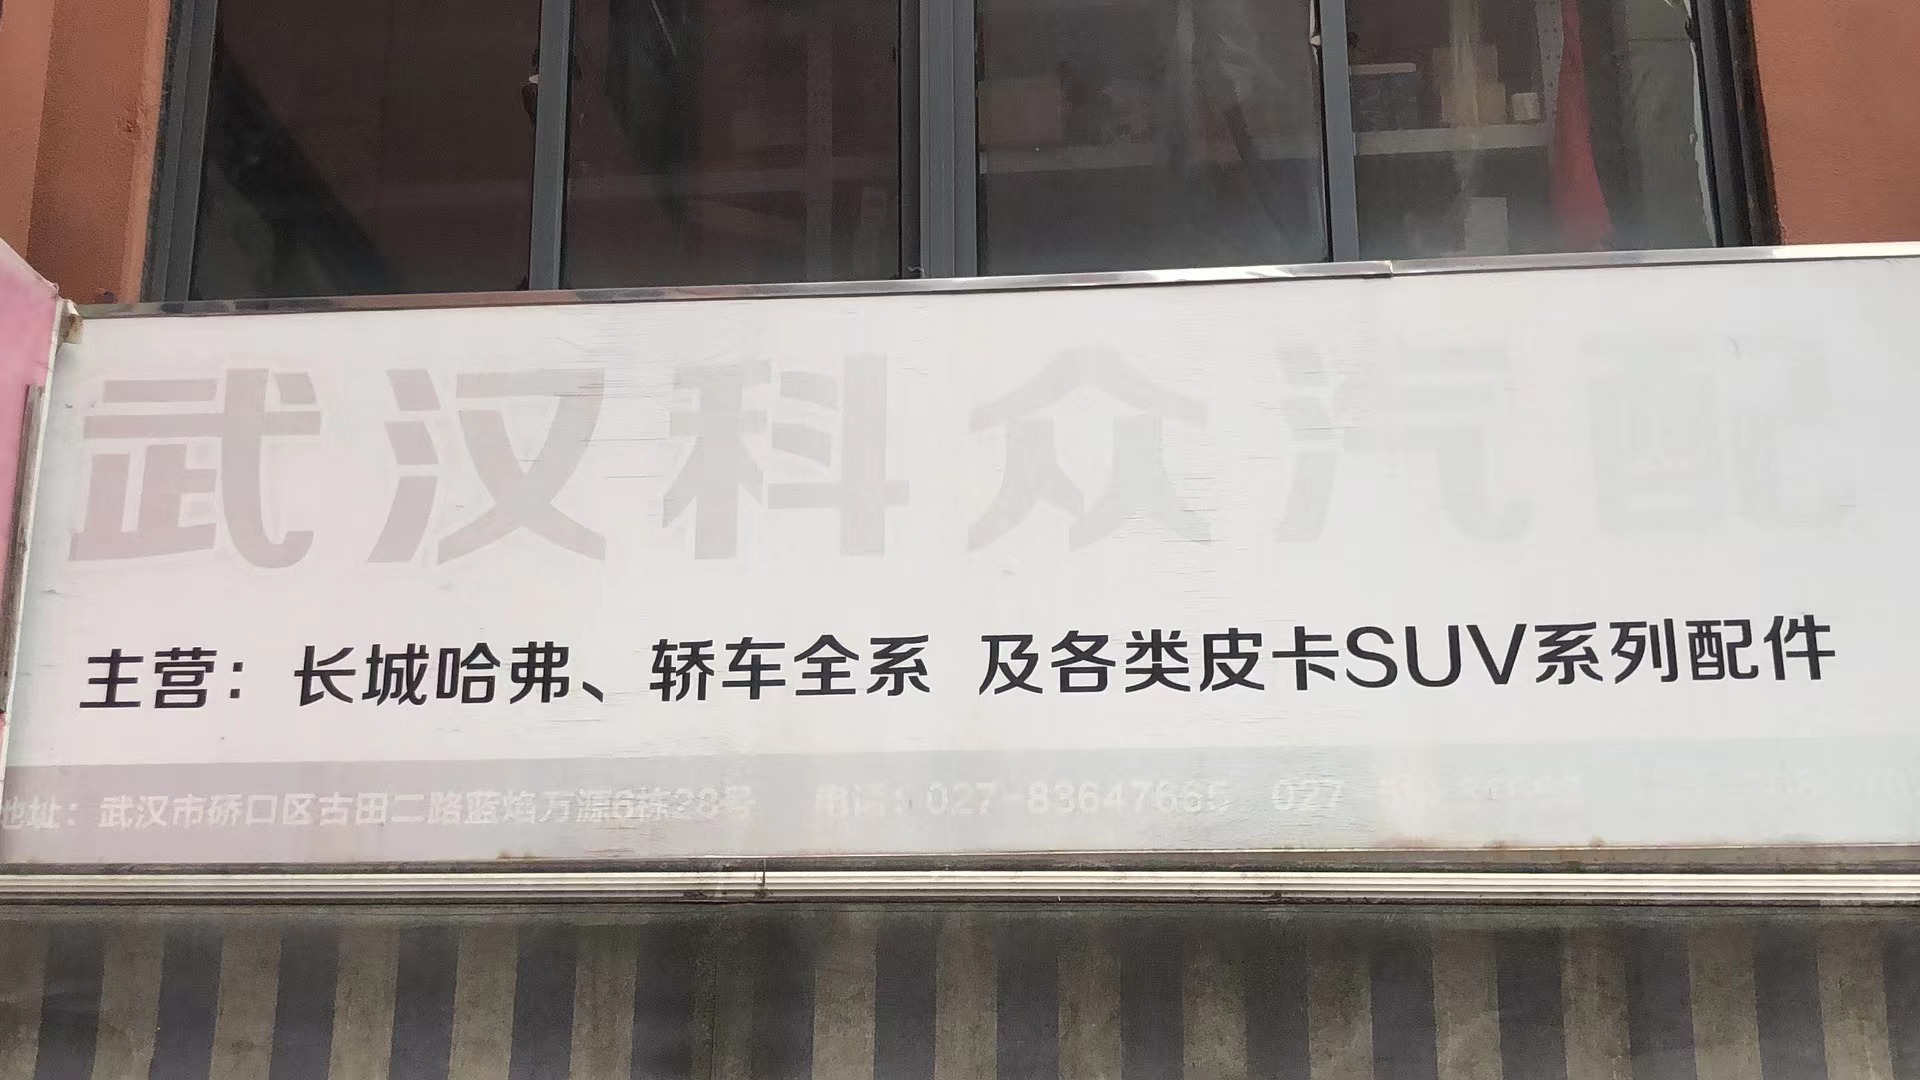 武汉科众汽配
主营：长城哈弗、轿车全系 及各类皮卡SUV系列配件
地址：武汉市硚口区古田二路蓝焰万源6栋28号 电话：027-83647665 027